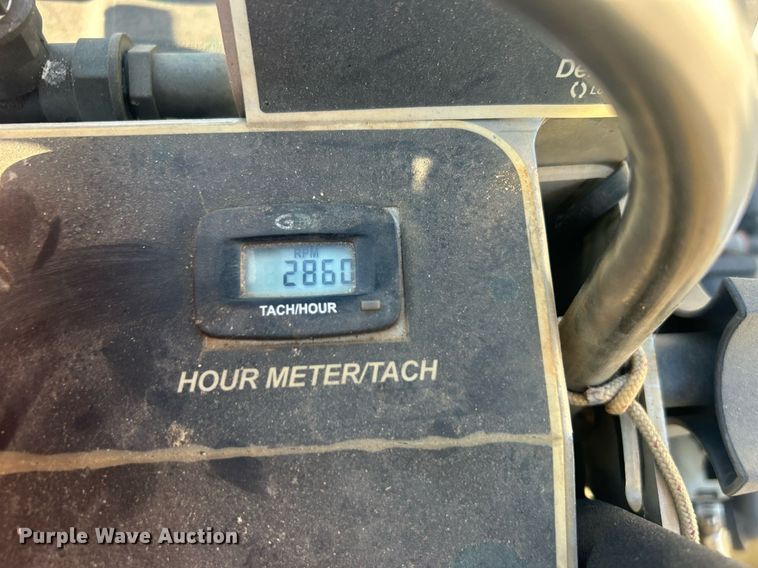 RPM
2860
TACH/HOUR
HOUR METER/TACH
Purple Wave Auction